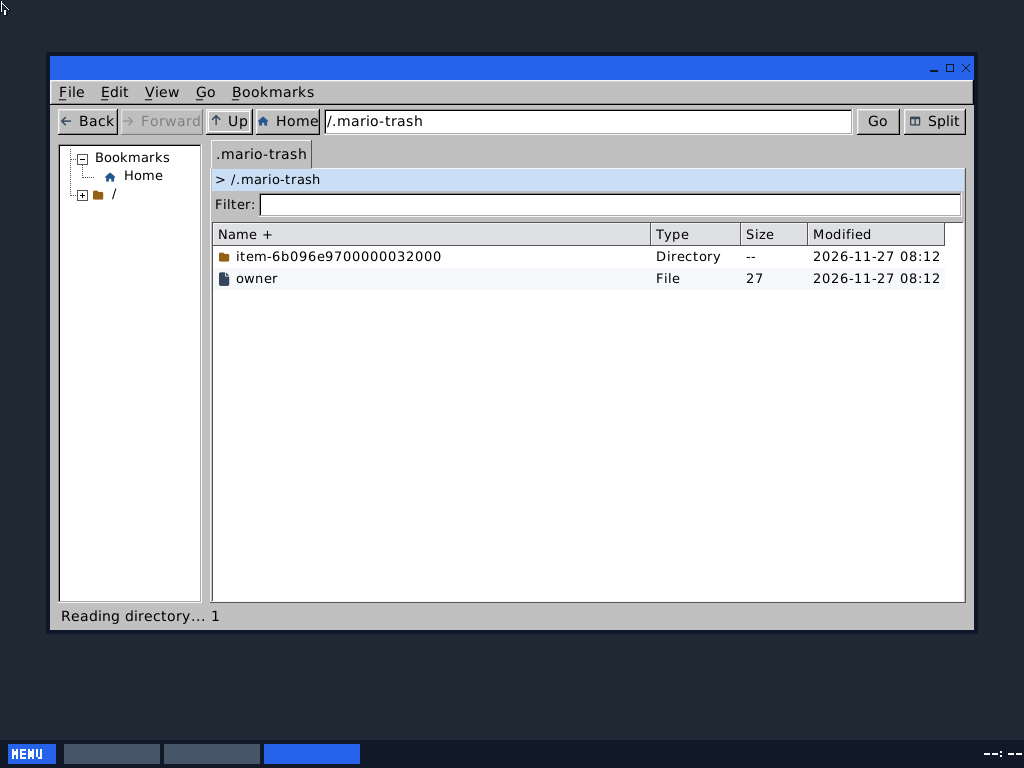 File Edit View Go Bookmarks
Back Forward Up Home /.mario-trash Go Split
Bookmarks
Home
/
.mario-trash
> /.mario-trash
Filter:
Name + Type Size Modified
item-6b096e9700000032000 Directory -- 2026-11-27 08:12
owner File 27 2026-11-27 08:12
Reading directory... 1
MENU --:--